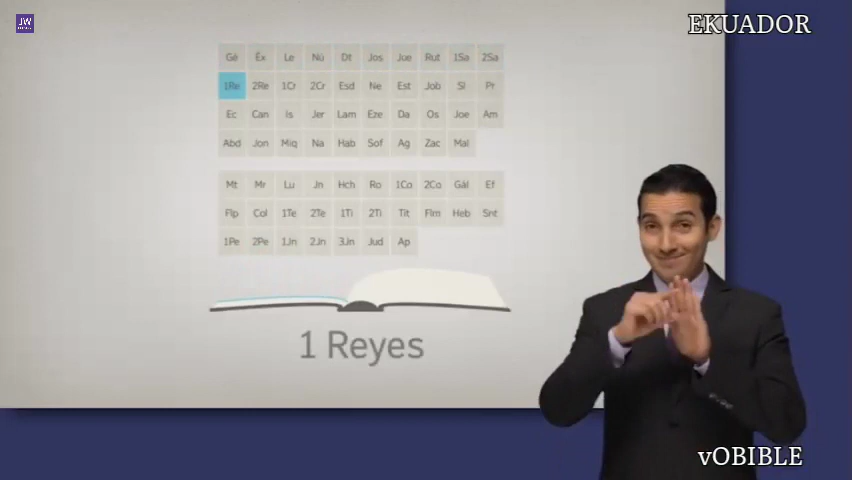 JW
EKUADOR
Gé Éx Le Nú Dt Jos Jue Rut 1Sa 2Sa
1Re 2Re 1Cr 2Cr Esd Ne Est Job Sl Pr
Ec Can Is Jer Lam Eze Da Os Joe Am
Abd Jon Miq Na Hab Sof Ag Zac Mal
Mt Mr Lu Jn Hch Ro 1Co 2Co Gál Ef
Flp Col 1Te 2Te 1Ti 2Ti Tit Flm Heb Snt
1Pe 2Pe 1Jn 2Jn 3Jn Jud Ap
1 Reyes
vOBIBLE